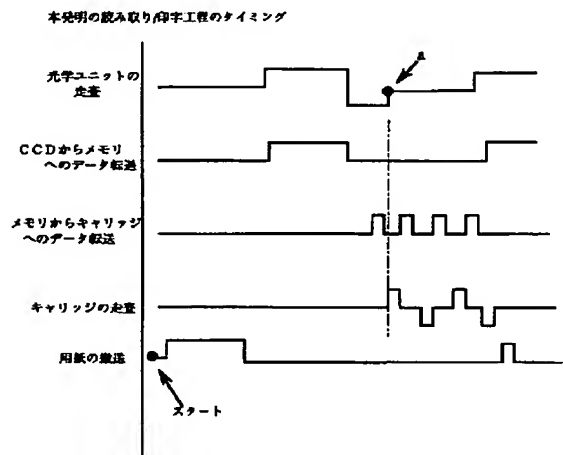 本発明の読み取り/印字工程のタイミング
a
光学ユニットの
走査
CCDからメモリ
へのデータ転送
メモリからキャリッジ
へのデータ転送
キャリッジの走査
用紙の搬送
スタート